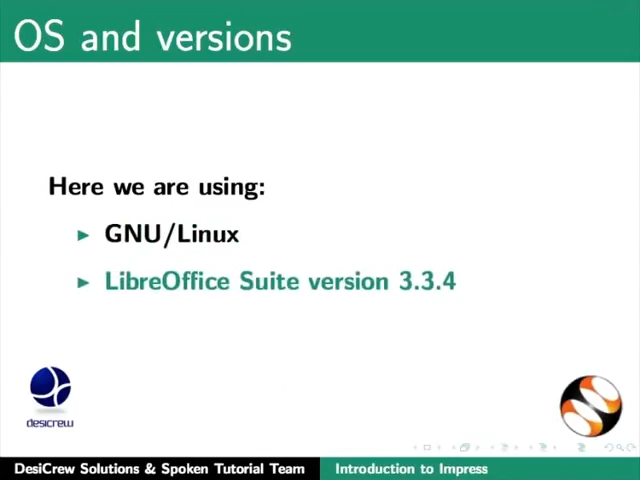 OS and versions
Here we are using:
GNU/Linux
LibreOffice Suite version 3.3.4
desicrew
DesiCrew Solutions & Spoken Tutorial Team
Introduction to Impress